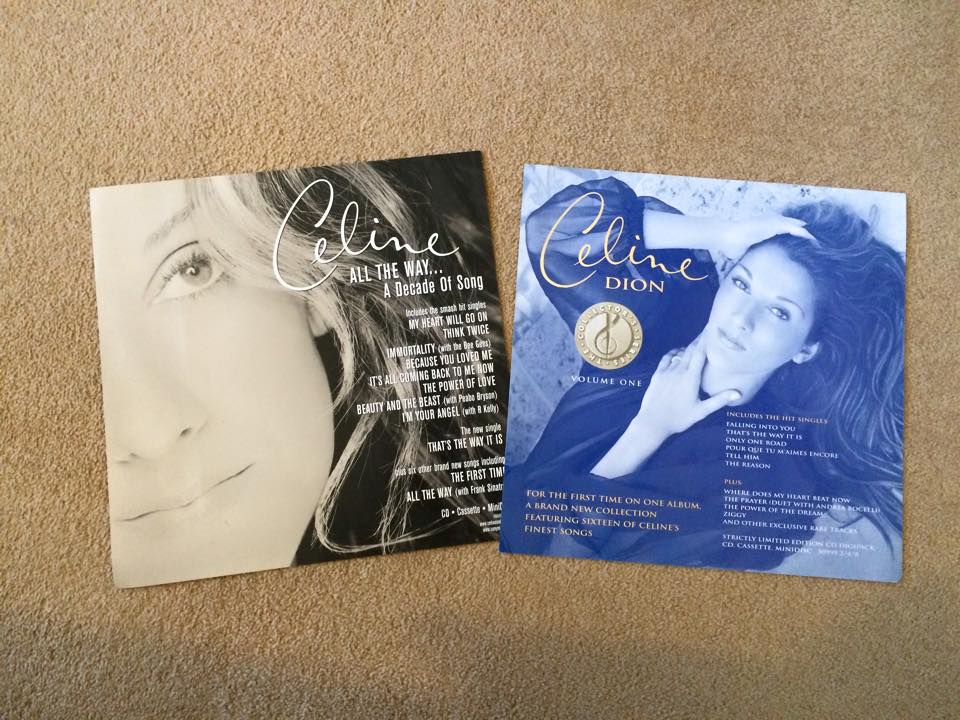 Celine
ALL THE WAY...
A Decade Of Song
Includes the smash hit singles
MY HEART WILL GO ON
THINK TWICE
IMMORTALITY (with the Bee Gees)
BECAUSE YOU LOVED ME
IT'S ALL COMING BACK TO ME NOW
THE POWER OF LOVE
BEAUTY AND THE BEAST (with Peabo Bryson)
I'M YOUR ANGEL (with R Kelly)
The new single
THAT'S THE WAY IT IS
plus six other brand new songs including
THE FIRST TIM
ALL THE WAY (with Frank Sinatr
CD • Cassette • MiniD
Celine
DION
COLLECTOR'S SERIES
VOLUME ONE
INCLUDES THE HIT SINGLES:
FALLING INTO YOU
THAT'S THE WAY IT IS
ONLY ONE ROAD
POUR QUE TU M'AIMES ENCORE
TELL HIM
THE REASON
PLUS:
WHERE DOES MY HEART BEAT NOW
THE PRAYER (DUET WITH ANDREA BOCELLI)
THE POWER OF THE DREAM
ZIGGY
AND OTHER EXCLUSIVE RARE TRACKS
STRICTLY LIMITED EDITION CD DIGIPACK
CD, CASSETTE, MINIDISC
FOR THE FIRST TIME ON ONE ALBUM,
A BRAND NEW COLLECTION
FEATURING SIXTEEN OF CELINE'S
FINEST SONGS